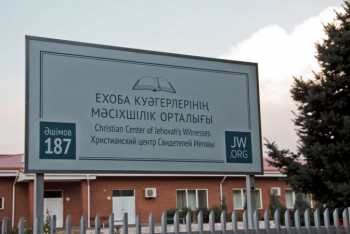 ЕХОБА КУӘГЕРЛЕРІНІҢ
МӘСІХШІЛІК ОРТАЛЫҒЫ
Christian Center of Jehovah's Witnesses
Христианский центр Свидетелей Иеговы
Әшімов
187
JW
.ORG